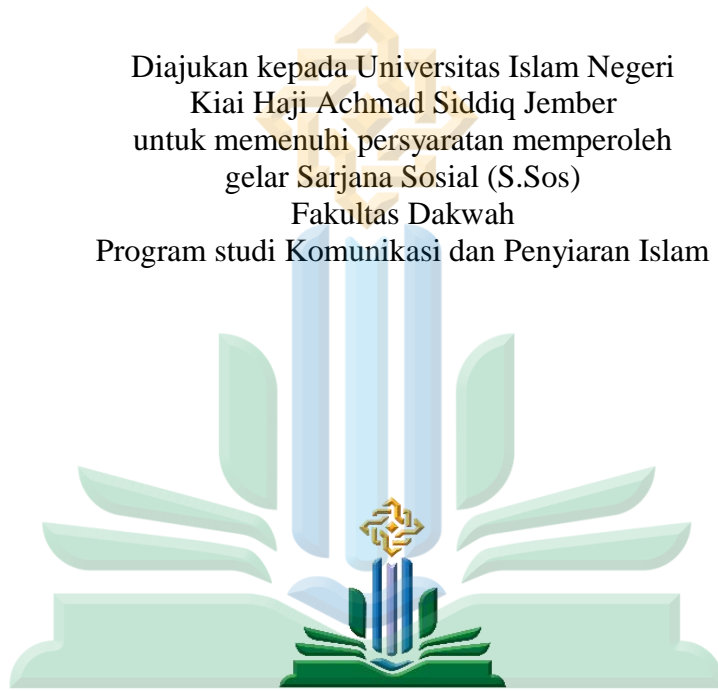 Diajukan kepada Universitas Islam Negeri
Kiai Haji Achmad Siddiq Jember
untuk memenuhi persyaratan memperoleh
gelar Sarjana Sosial (S.Sos)
Fakultas Dakwah
Program studi Komunikasi dan Penyiaran Islam